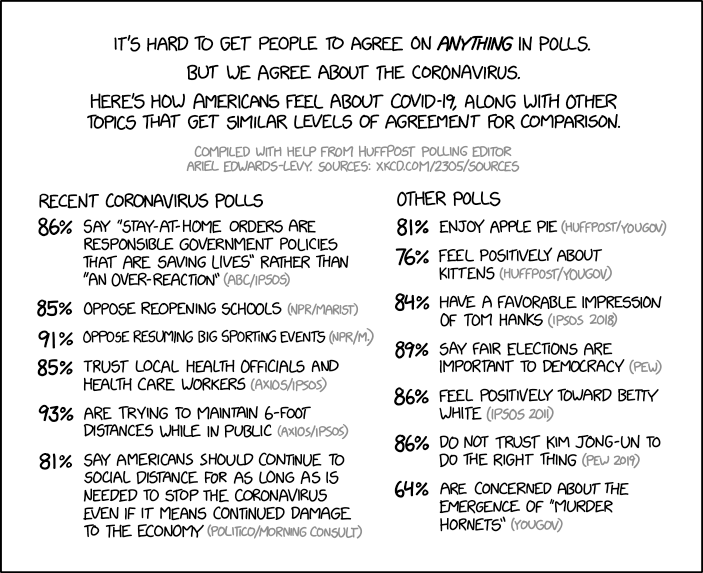 IT'S HARD TO GET PEOPLE TO AGREE ON ANYTHING IN POLLS.
BUT WE AGREE ABOUT THE CORONAVIRUS.
HERE'S HOW AMERICANS FEEL ABOUT COVID-19, ALONG WITH OTHER
TOPICS THAT GET SIMILAR LEVELS OF AGREEMENT FOR COMPARISON.
COMPILED WITH HELP FROM HUFFPOST POLLING EDITOR
ARIEL EDWARDS-LEVY. SOURCES: XKCD.COM/2305/SOURCES
RECENT CORONAVIRUS POLLS
86% SAY "STAY-AT-HOME ORDERS ARE
RESPONSIBLE GOVERNMENT POLICIES
THAT ARE SAVING LIVES" RATHER THAN
"AN OVER-REACTION" (ABC/IPSOS)
85% OPPOSE REOPENING SCHOOLS (NPR/MARIST)
91% OPPOSE RESUMING BIG SPORTING EVENTS (NPR/M.)
85% TRUST LOCAL HEALTH OFFICIALS AND
HEALTH CARE WORKERS (AXIOS/IPSOS)
93% ARE TRYING TO MAINTAIN 6-FOOT
DISTANCES WHILE IN PUBLIC (AXIOS/IPSOS)
81% SAY AMERICANS SHOULD CONTINUE TO
SOCIAL DISTANCE FOR AS LONG AS IS
NEEDED TO STOP THE CORONAVIRUS
EVEN IF IT MEANS CONTINUED DAMAGE
TO THE ECONOMY (POLITICO/MORNING CONSULT)
OTHER POLLS
81% ENJOY APPLE PIE (HUFFPOST/YOUGOV)
76% FEEL POSITIVELY ABOUT
KITTENS (HUFFPOST/YOUGOV)
84% HAVE A FAVORABLE IMPRESSION
OF TOM HANKS (IPSOS 2018)
89% SAY FAIR ELECTIONS ARE
IMPORTANT TO DEMOCRACY (PEW)
86% FEEL POSITIVELY TOWARD BETTY
WHITE (IPSOS 2011)
86% DO NOT TRUST KIM JONG-UN TO
DO THE RIGHT THING (PEW 2019)
64% ARE CONCERNED ABOUT THE
EMERGENCE OF "MURDER
HORNETS" (YOUGOV)